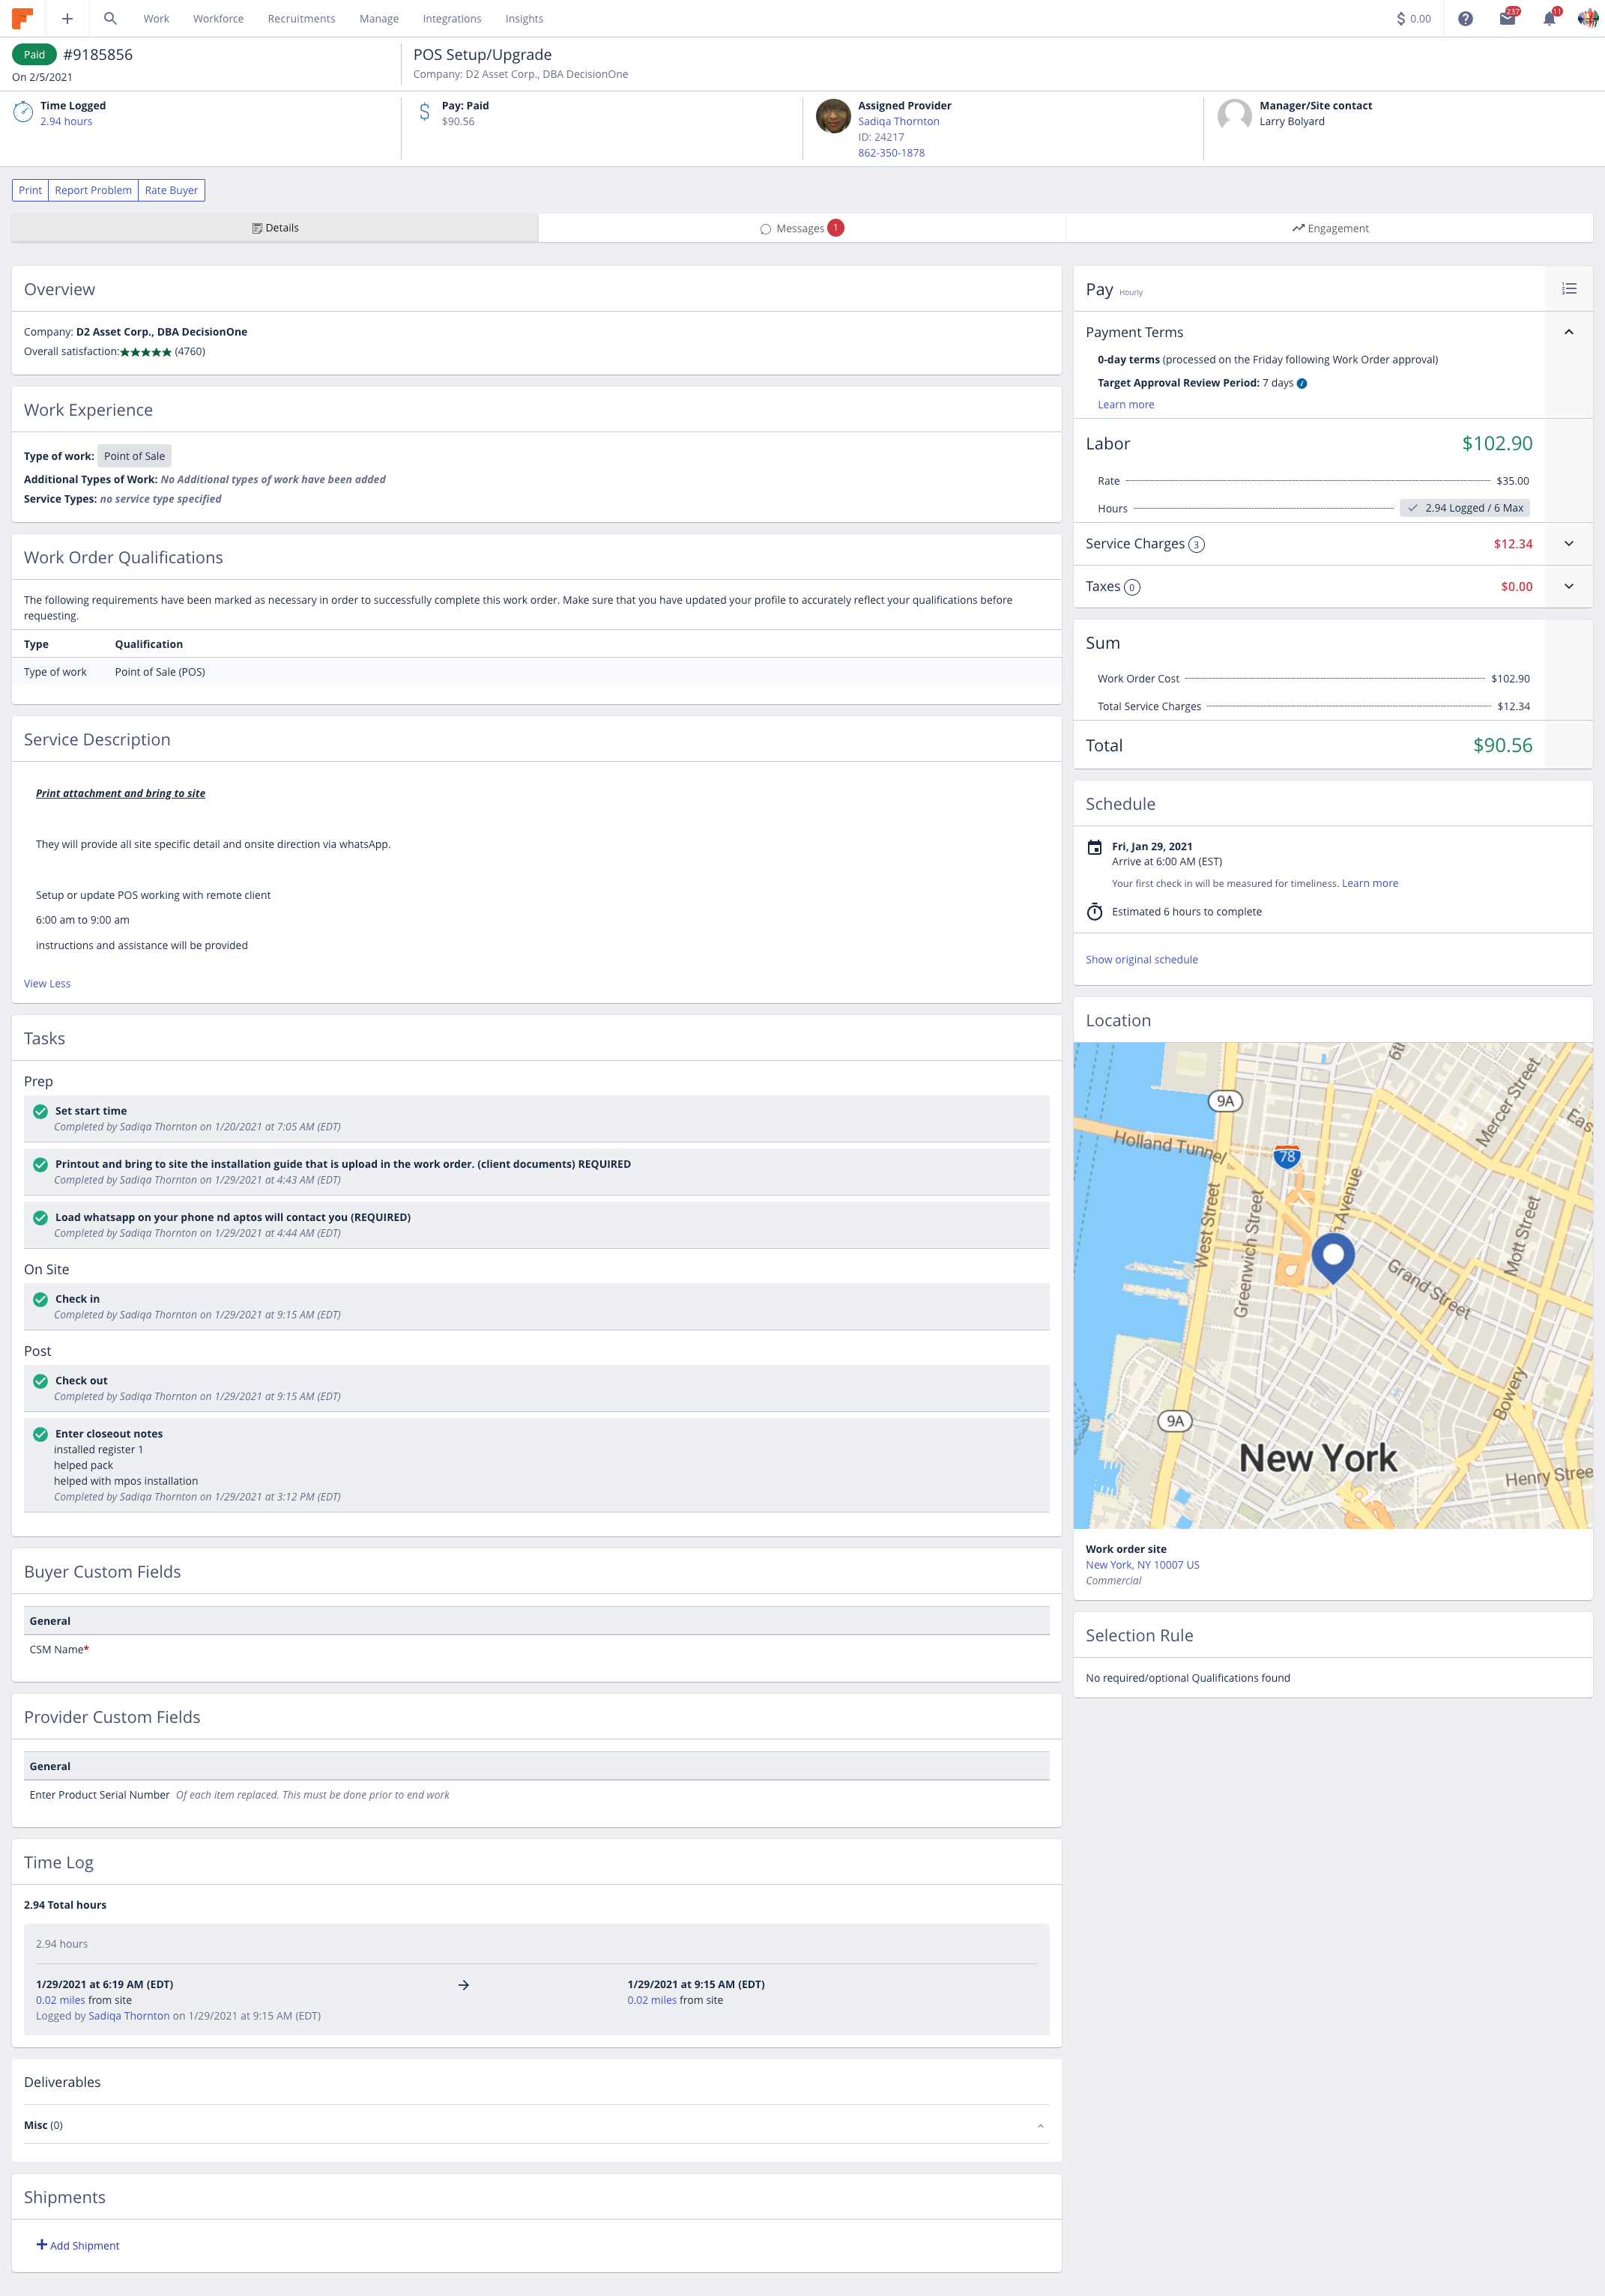 Work
Workforce
Recruitments
Manage
Integrations
Insights
$ 0.00
237
11
Paid #9185856
On 2/5/2021
POS Setup/Upgrade
Company: D2 Asset Corp., DBA DecisionOne
Time Logged
2.94 hours
Pay: Paid
$90.56
Assigned Provider
Sadiqa Thornton
ID: 24217
862-350-1878
Manager/Site contact
Larry Bolyard
Print
Report Problem
Rate Buyer
Details
Messages 1
Engagement
Overview
Company: D2 Asset Corp., DBA DecisionOne
Overall satisfaction:★★★★★ (4760)
Work Experience
Type of work: Point of Sale
Additional Types of Work: No Additional types of work have been added
Service Types: no service type specified
Work Order Qualifications
The following requirements have been marked as necessary in order to successfully complete this work order. Make sure that you have updated your profile to accurately reflect your qualifications before
requesting.
Type Qualification
Type of work Point of Sale (POS)
Service Description
Print attachment and bring to site
They will provide all site specific detail and onsite direction via whatsApp.
Setup or update POS working with remote client
6:00 am to 9:00 am
instructions and assistance will be provided
View Less
Tasks
Prep
Set start time
Completed by Sadiqa Thornton on 1/20/2021 at 7:05 AM (EDT)
Printout and bring to site the installation guide that is upload in the work order. (client documents) REQUIRED
Completed by Sadiqa Thornton on 1/29/2021 at 4:43 AM (EDT)
Load whatsapp on your phone nd aptos will contact you (REQUIRED)
Completed by Sadiqa Thornton on 1/29/2021 at 4:44 AM (EDT)
On Site
Check in
Completed by Sadiqa Thornton on 1/29/2021 at 9:15 AM (EDT)
Post
Check out
Completed by Sadiqa Thornton on 1/29/2021 at 9:15 AM (EDT)
Enter closeout notes
installed register 1
helped pack
helped with mpos installation
Completed by Sadiqa Thornton on 1/29/2021 at 3:12 PM (EDT)
Buyer Custom Fields
General
CSM Name*
Provider Custom Fields
General
Enter Product Serial Number Of each item replaced. This must be done prior to end work
Time Log
2.94 Total hours
2.94 hours
1/29/2021 at 6:19 AM (EDT) → 1/29/2021 at 9:15 AM (EDT)
0.02 miles from site 0.02 miles from site
Logged by Sadiqa Thornton on 1/29/2021 at 9:15 AM (EDT)
Deliverables
Misc (0)
Shipments
+ Add Shipment
Pay Hourly
Payment Terms
0-day terms (processed on the Friday following Work Order approval)
Target Approval Review Period: 7 days
Learn more
Labor $102.90
Rate $35.00
Hours 2.94 Logged / 6 Max
Service Charges 3 $12.34
Taxes 0 $0.00
Sum
Work Order Cost $102.90
Total Service Charges $12.34
Total $90.56
Schedule
Fri, Jan 29, 2021
Arrive at 6:00 AM (EST)
Your first check in will be measured for timeliness. Learn more
Estimated 6 hours to complete
Show original schedule
Location
6th
9A
Mercer Street
Eas
Holland Tunnel
78
h Avenue
West Street
Greenwich Street
Mott Street
Grand Street
Bowery
9A
New York
Henry Stree
Work order site
New York, NY 10007 US
Commercial
Selection Rule
No required/optional Qualifications found